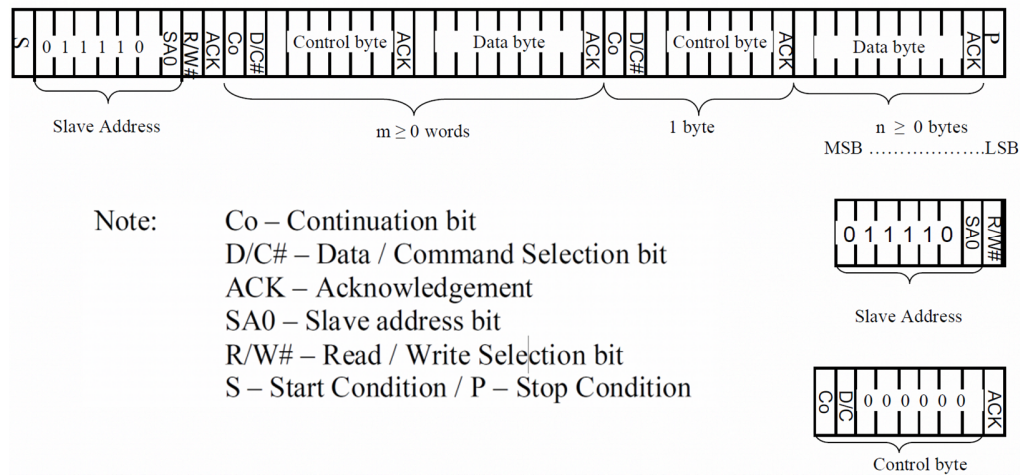 S 0 1 1 1 1 0 SA0 R/W# ACK Co D/C# Control byte ACK Data byte ACK Co D/C# Control byte ACK Data byte ACK P
Slave Address
m ≥ 0 words
1 byte
n ≥ 0 bytes
MSB ………………….LSB
Note:
Co – Continuation bit
D/C# – Data / Command Selection bit
ACK – Acknowledgement
SA0 – Slave address bit
R/W# – Read / Write Selection bit
S – Start Condition / P – Stop Condition
0 1 1 1 1 0 SA0 R/W#
Slave Address
Co D/C 0 0 0 0 0 0 ACK
Control byte